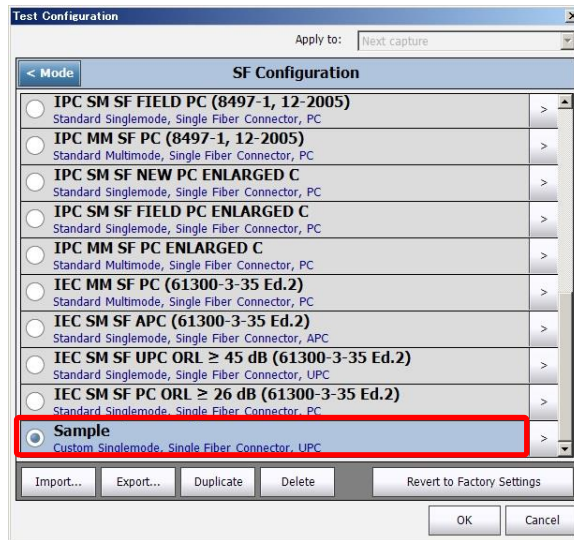 Test Configuration
Apply to: Next capture
< Mode SF Configuration
IPC SM SF FIELD PC (8497-1, 12-2005)
Standard Singlemode, Single Fiber Connector, PC
>
IPC MM SF PC (8497-1, 12-2005)
Standard Multimode, Single Fiber Connector, PC
>
IPC SM SF NEW PC ENLARGED C
Standard Singlemode, Single Fiber Connector, PC
>
IPC SM SF FIELD PC ENLARGED C
Standard Singlemode, Single Fiber Connector, PC
>
IPC MM SF PC ENLARGED C
Standard Multimode, Single Fiber Connector, PC
>
IEC MM SF PC (61300-3-35 Ed.2)
Standard Multimode, Single Fiber Connector, PC
>
IEC SM SF APC (61300-3-35 Ed.2)
Standard Singlemode, Single Fiber Connector, APC
>
IEC SM SF UPC ORL ≥ 45 dB (61300-3-35 Ed.2)
Standard Singlemode, Single Fiber Connector, UPC
>
IEC SM SF PC ORL ≥ 26 dB (61300-3-35 Ed.2)
Standard Singlemode, Single Fiber Connector, PC
>
Sample
Custom Singlemode, Single Fiber Connector, UPC
>
Import... Export... Duplicate Delete Revert to Factory Settings
OK Cancel